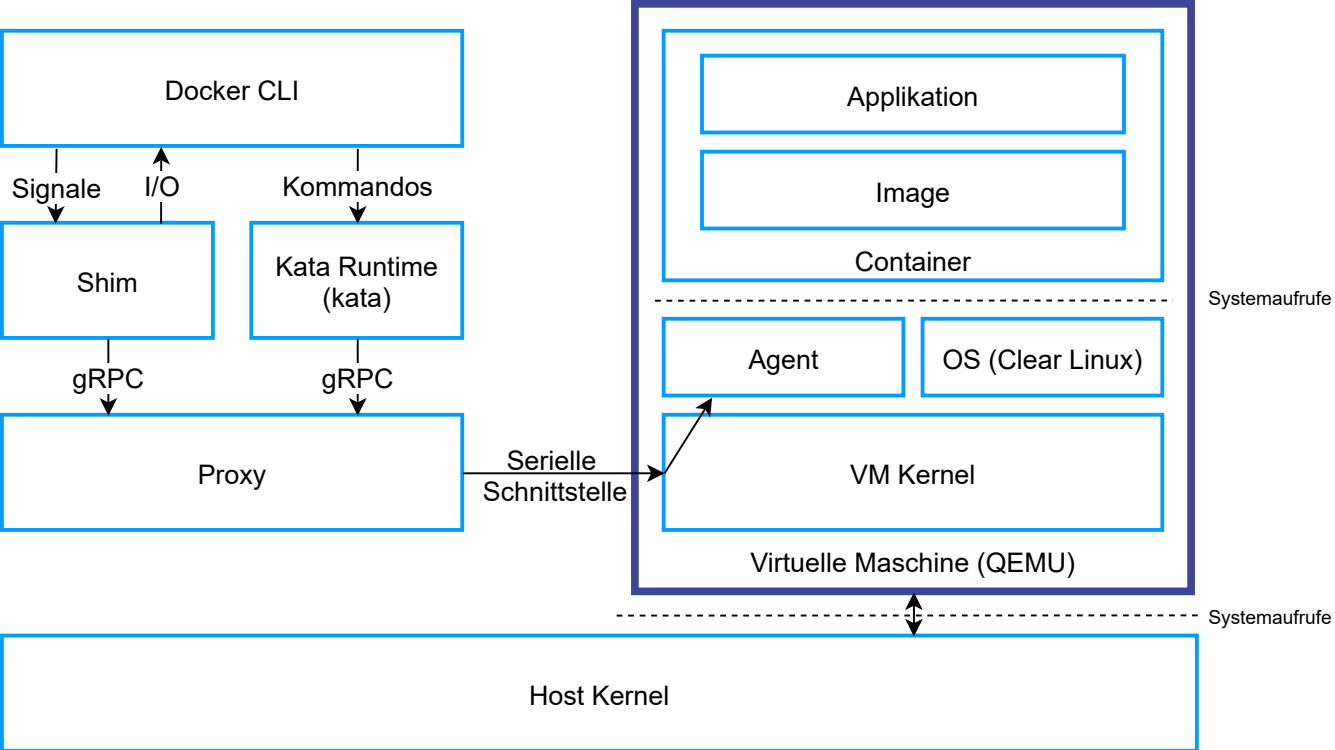 Docker CLI
Signale
I/O
Kommandos
Shim
Kata Runtime
(kata)
gRPC
gRPC
Proxy
Serielle
Schnittstelle
Applikation
Image
Container
Systemaufrufe
Agent
OS (Clear Linux)
VM Kernel
Virtuelle Maschine (QEMU)
Systemaufrufe
Host Kernel